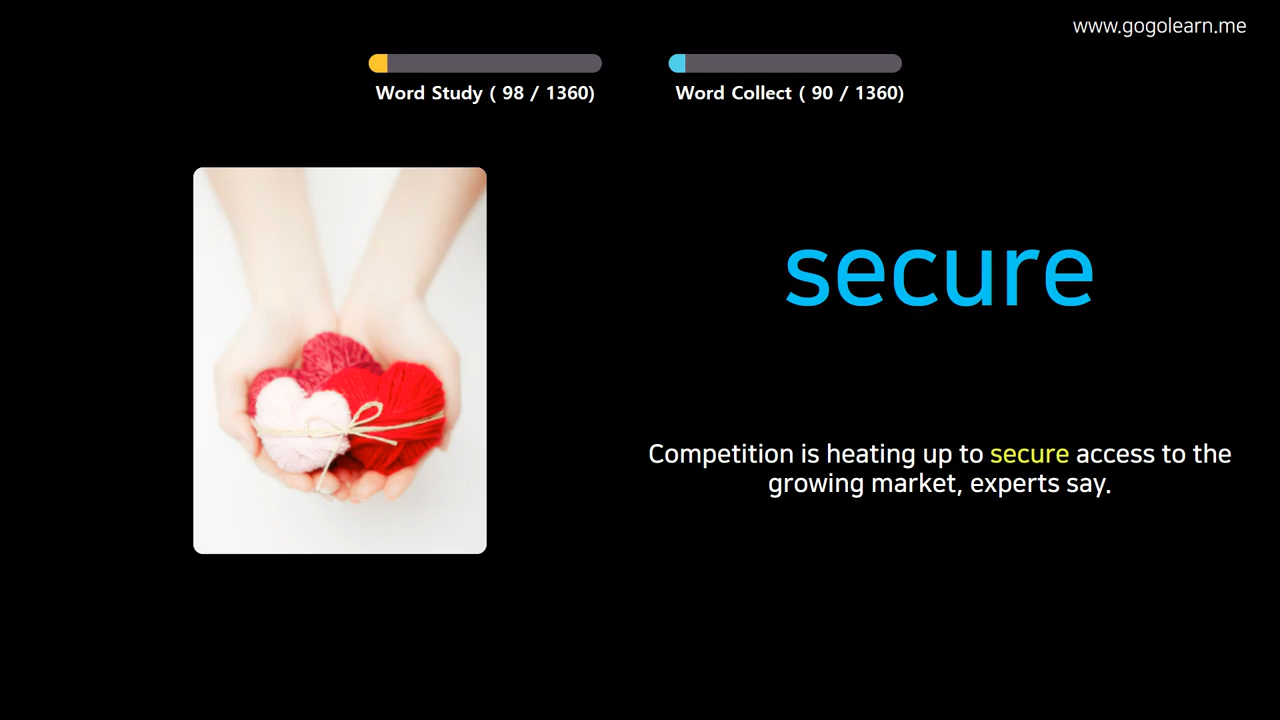 www.gogolearn.me
Word Study ( 98 / 1360)
Word Collect ( 90 / 1360)
secure
Competition is heating up to secure access to the
growing market, experts say.